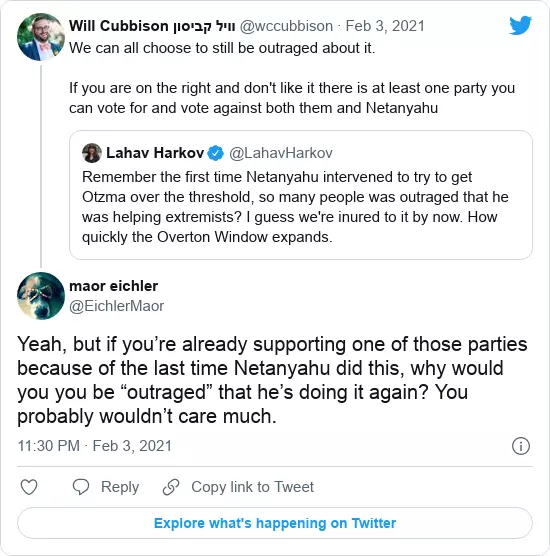 Will Cubbison וויל קביסון @wccubbison · Feb 3, 2021
We can all choose to still be outraged about it.
If you are on the right and don't like it there is at least one party you
can vote for and vote against both them and Netanyahu
Lahav Harkov @LahavHarkov
Remember the first time Netanyahu intervened to try to get
Otzma over the threshold, so many people was outraged that he
was helping extremists? I guess we're inured to it by now. How
quickly the Overton Window expands.
maor eichler
@EichlerMaor
Yeah, but if you’re already supporting one of those parties
because of the last time Netanyahu did this, why would
you you be “outraged” that he’s doing it again? You
probably wouldn’t care much.
11:30 PM · Feb 3, 2021
Reply Copy link to Tweet
Explore what's happening on Twitter